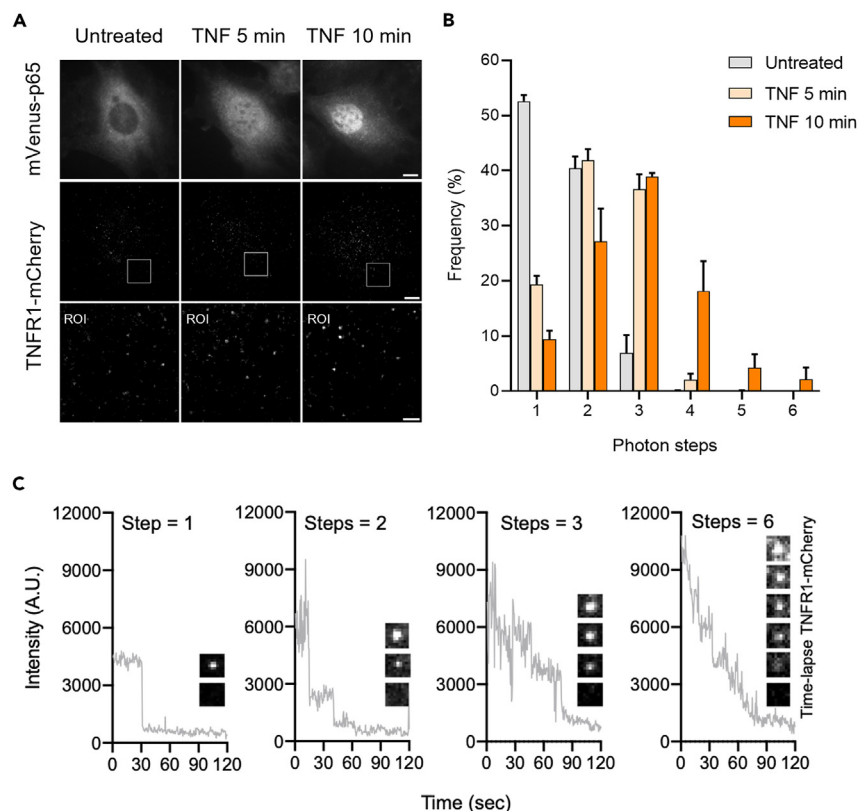 A
Untreated
TNF 5 min
TNF 10 min
mVenus-p65
TNFR1-mCherry
ROI
ROI
ROI
B
Untreated
TNF 5 min
TNF 10 min
Frequency (%)
60
50
40
30
20
10
0
1 2 3 4 5 6
Photon steps
C
Intensity (A.U.)
12000
9000
6000
3000
0
Step = 1
0 30 60 90 120
12000
9000
6000
3000
0
Steps = 2
0 30 60 90 120
12000
9000
6000
3000
0
Steps = 3
0 30 60 90 120
12000
9000
6000
3000
0
Steps = 6
0 30 60 90 120
Time-lapse TNFR1-mCherry
Time (sec)